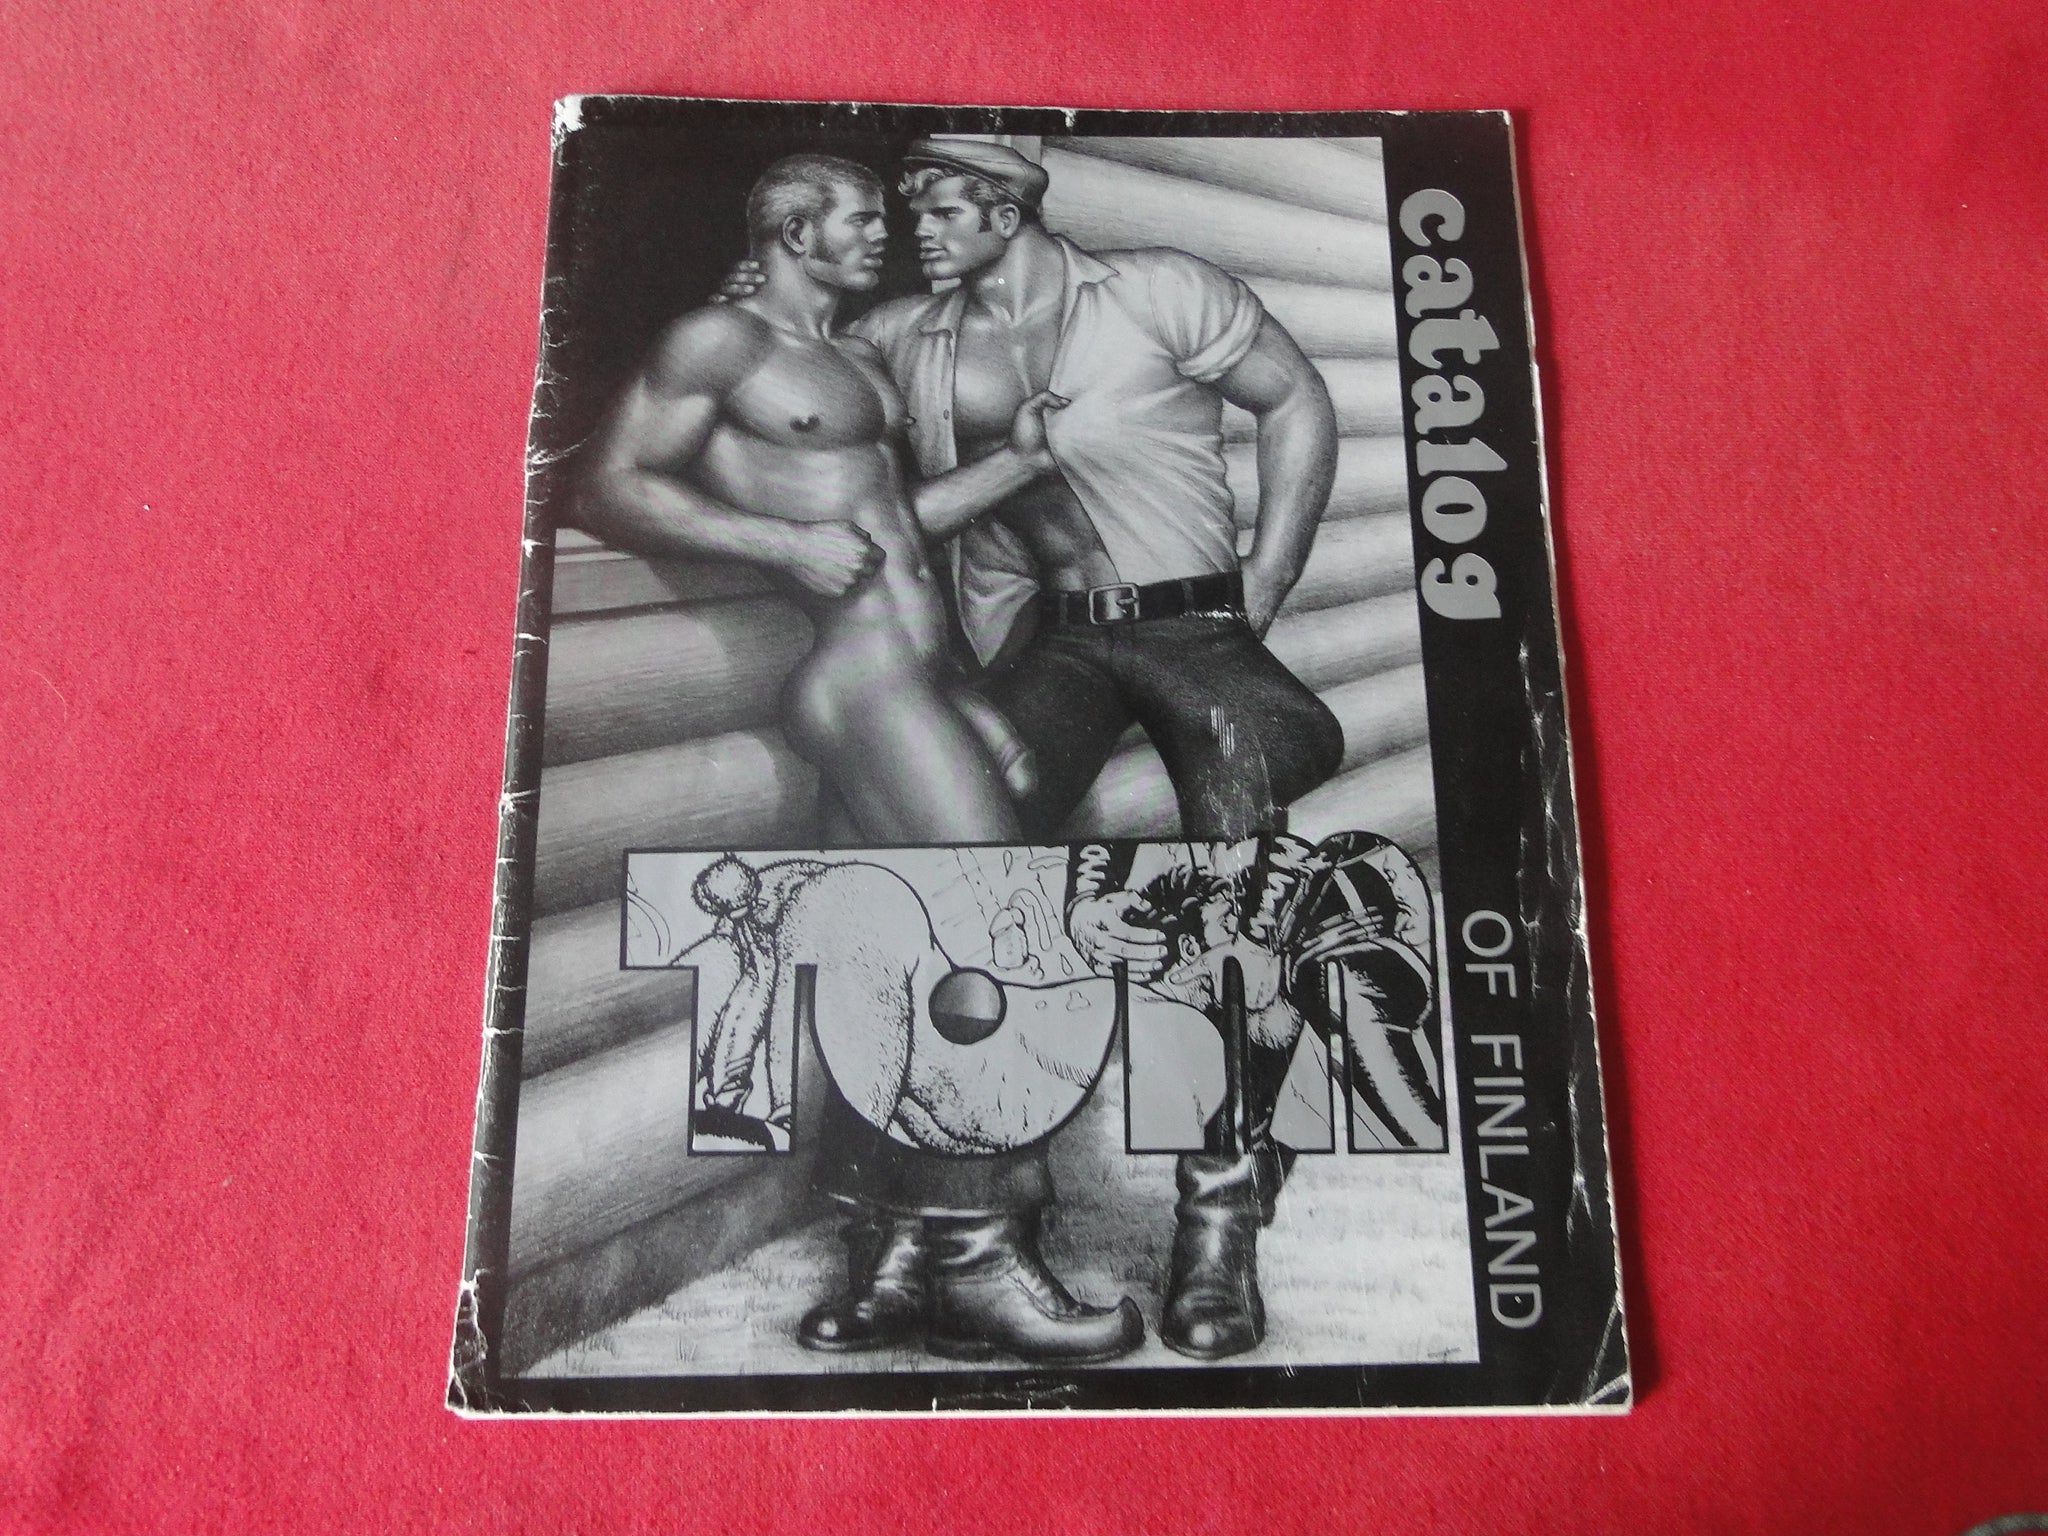 catalog
TOM
OF FINLAND